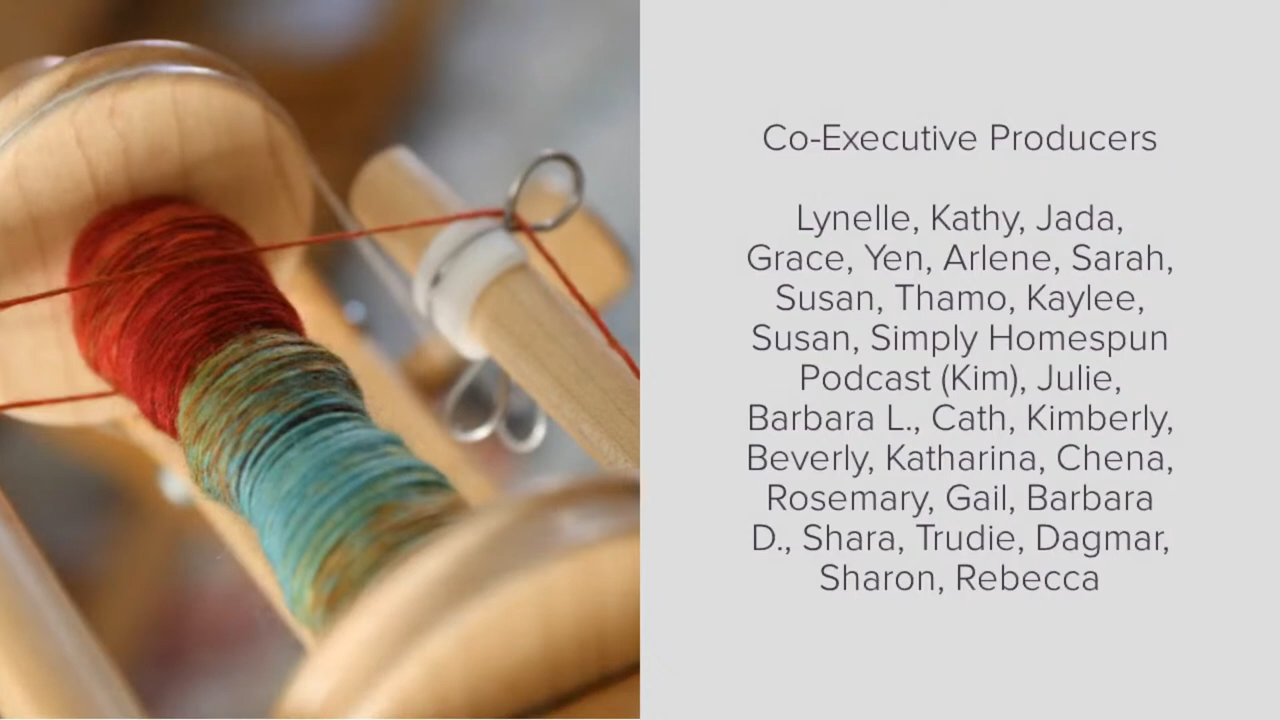 Co-Executive Producers
Lynelle, Kathy, Jada,
Grace, Yen, Arlene, Sarah,
Susan, Thamo, Kaylee,
Susan, Simply Homespun
Podcast (Kim), Julie,
Barbara L., Cath, Kimberly,
Beverly, Katharina, Chena,
Rosemary, Gail, Barbara
D., Shara, Trudie, Dagmar,
Sharon, Rebecca